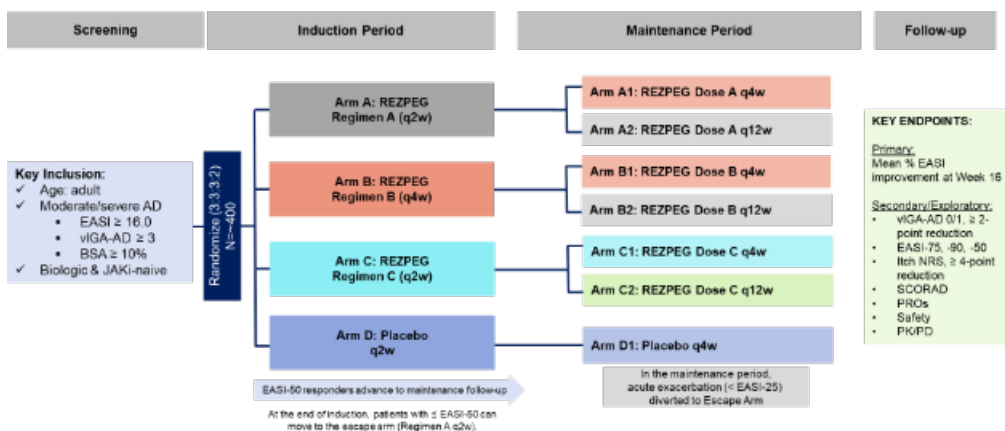 Screening
Induction Period
Maintenance Period
Follow-up
Key Inclusion:
✓ Age: adult
✓ Moderate/severe AD
▪ EASI ≥ 16.0
▪ vIGA-AD ≥ 3
▪ BSA ≥ 10%
✓ Biologic & JAKi-naive
Randomize (3:3:3:2)
N=~400
Arm A: REZPEG
Regimen A (q2w)
Arm B: REZPEG
Regimen B (q4w)
Arm C: REZPEG
Regimen C (q2w)
Arm D: Placebo
q2w
EASI-50 responders advance to maintenance follow-up
At the end of induction, patients with ≤ EASI-50 can
move to the escape arm (Regimen A q2w).
Arm A1: REZPEG Dose A q4w
Arm A2: REZPEG Dose A q12w
Arm B1: REZPEG Dose B q4w
Arm B2: REZPEG Dose B q12w
Arm C1: REZPEG Dose C q4w
Arm C2: REZPEG Dose C q12w
Arm D1: Placebo q4w
In the maintenance period,
acute exacerbation (< EASI-25)
diverted to Escape Arm
KEY ENDPOINTS:
Primary:
Mean % EASI
improvement at Week 16
Secondary/Exploratory:
• vIGA-AD 0/1, ≥ 2-
point reduction
• EASI-75, -90, -50
• Itch NRS, ≥ 4-point
reduction
• SCORAD
• PROs
• Safety
• PK/PD